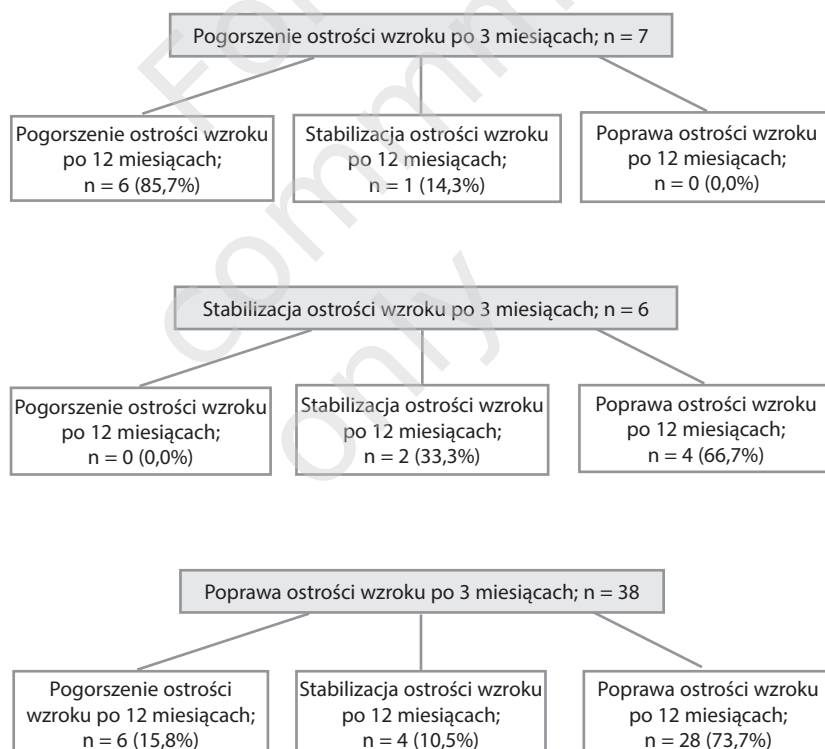 Pogorszenie ostrości wzroku po 3 miesiącach; n = 7
Pogorszenie ostrości wzroku
po 12 miesiącach;
n = 6 (85,7%)
Stabilizacja ostrości wzroku
po 12 miesiącach;
n = 1 (14,3%)
Poprawa ostrości wzroku
po 12 miesiącach;
n = 0 (0,0%)
Stabilizacja ostrości wzroku po 3 miesiącach; n = 6
Pogorszenie ostrości wzroku
po 12 miesiącach;
n = 0 (0,0%)
Stabilizacja ostrości wzroku
po 12 miesiącach;
n = 2 (33,3%)
Poprawa ostrości wzroku
po 12 miesiącach;
n = 4 (66,7%)
Poprawa ostrości wzroku po 3 miesiącach; n = 38
Pogorszenie ostrości
wzroku po 12 miesiącach;
n = 6 (15,8%)
Stabilizacja ostrości wzroku
po 12 miesiącach;
n = 4 (10,5%)
Poprawa ostrości wzroku
po 12 miesiącach;
n = 28 (73,7%)
only